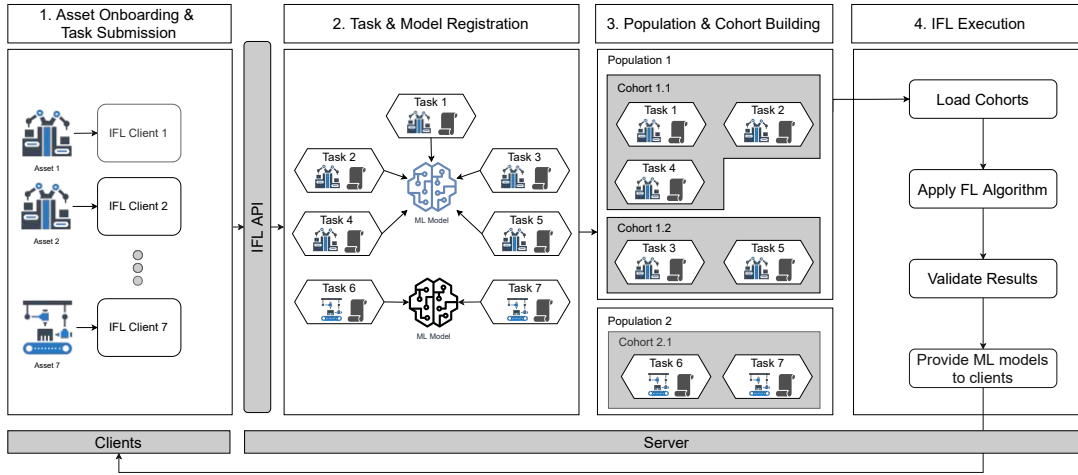 1. Asset Onboarding &
Task Submission
2. Task & Model Registration
3. Population & Cohort Building
4. IFL Execution
IFL Client 1
Asset 1
IFL Client 2
Asset 2
IFL Client 7
Asset 7
IFL API
Task 1
Task 2
Task 3
ML Model
Task 4
Task 5
Task 6
Task 7
ML Model
Population 1
Cohort 1.1
Task 1
Task 2
Task 4
Cohort 1.2
Task 3
Task 5
Population 2
Cohort 2.1
Task 6
Task 7
Load Cohorts
Apply FL Algorithm
Validate Results
Provide ML models
to clients
Clients
Server